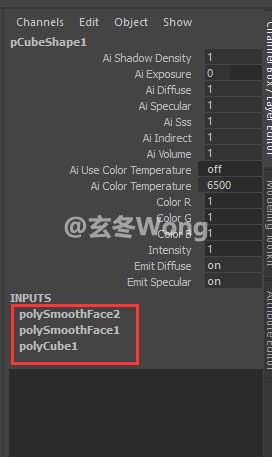 Channels Edit Object Show
pCubeShape1
Ai Shadow Density 1
Ai Exposure 0
Ai Diffuse 1
Ai Specular 1
Ai Sss 1
Ai Indirect 1
Ai Volume 1
Ai Use Color Temperature off
Ai Color Temperature 6500
Color R 1
Color G 1
Color B 1
@玄冬Wong
Intensity 1
Emit Diffuse on
Emit Specular on
INPUTS
polySmoothFace2
polySmoothFace1
polyCube1
Channel Box / Layer Editor
Modeling Toolkit
Attribute Editor